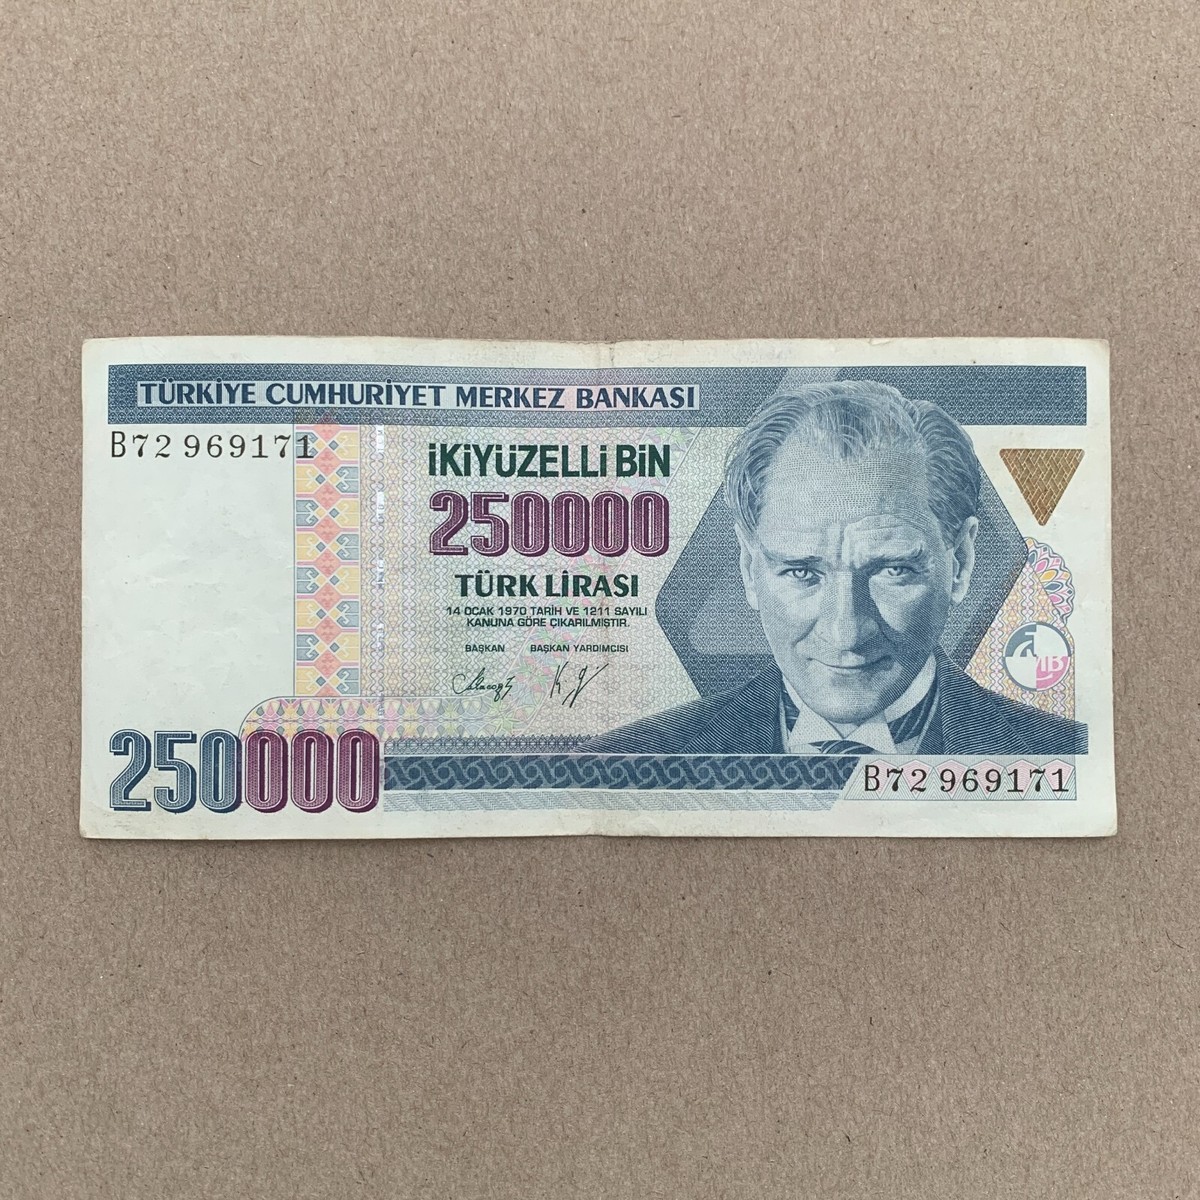 TÜRKİYE CUMHURİYET MERKEZ BANKASI
B72 969171
İKİYÜZELLİ BİN
250000
TÜRK LİRASI
14 OCAK 1970 TARİH VE 1211 SAYILI
KANUNA GÖRE ÇIKARILMIŞTIR.
BAŞKAN BAŞKAN YARDIMCISI
250000
B72 969171